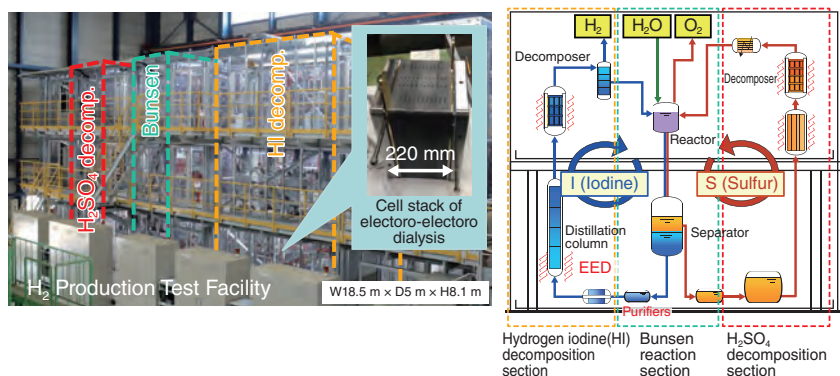 H₂SO₄ decomp.
Bunsen
HI decomp.
220 mm
Cell stack of
electoro-electoro
dialysis
H₂ Production Test Facility
W18.5 m × D5 m × H8.1 m
H₂
H₂O
O₂
Decomposer
Decomposer
Reactor
I (Iodine)
S (Sulfur)
Distillation
column
Separator
EED
Purifiers
Hydrogen iodine(HI)
decomposition
section
Bunsen
reaction
section
H₂SO₄
decomposition
section